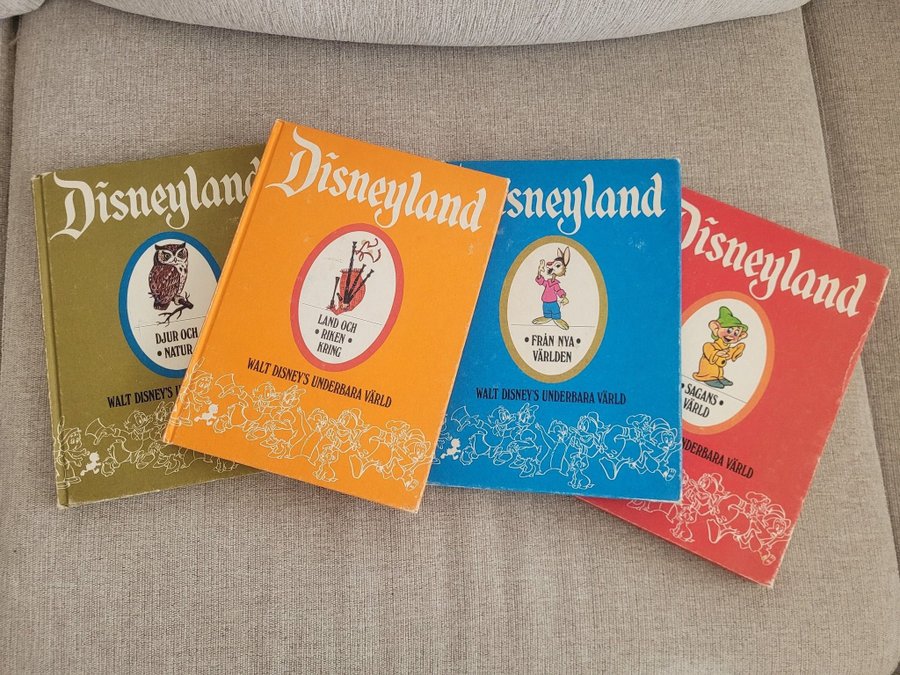 Disneyland
DJUR OCH
• NATUR
WALT DISNEY'S
Disneyland
LAND OCH
• RIKEN •
KRING
WALT DISNEY'S UNDERBARA VÄRLD
sneyland
• FRÅN NYA •
VÄRLDEN
WALT DISNEY'S UNDERBARA VÄRLD
Disneyland
• SAGANS •
VÄRLD
NDERBARA VÄRLD